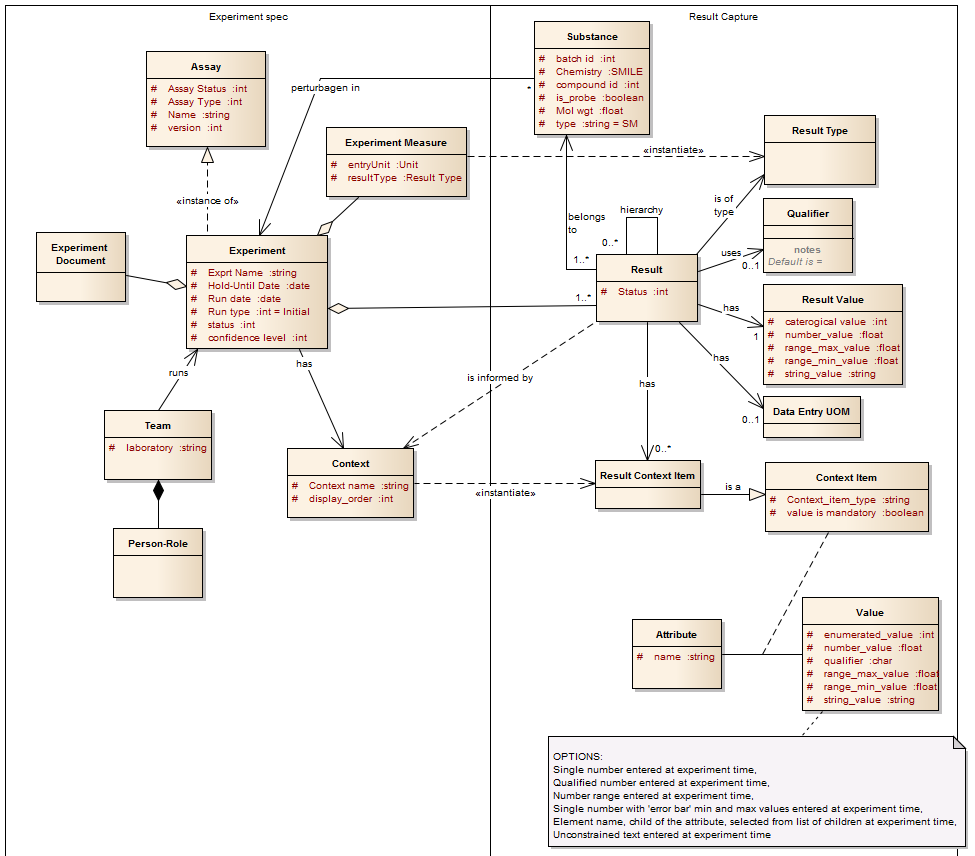 Experiment spec
Result Capture
Substance
# batch id :int
# Chemistry :SMILE
# compound id :int
# is_probe :boolean
# Mol wgt :float
# type :string = SM
Assay
# Assay Status :int
# Assay Type :int
# Name :string
# version :int
perturbagen in
*
Experiment Measure
# entryUnit :Unit
# resultType :Result Type
«instantiate»
Result Type
«instance of»
is of
type
belongs
to
1..*
hierarchy
0..*
Qualifier
notes
Default is =
uses
0..1
Experiment
Document
Experiment
# Exprt Name :string
# Hold-Until Date :date
# Run date :date
# Run type :int = Initial
# status :int
# confidence level :int
1..*
Result
# Status :int
has
1
Result Value
# caterogical value :int
# number_value :float
# range_max_value :float
# range_min_value :float
# string_value :string
runs
has
is informed by
has
has
0..1
Data Entry UOM
Team
# laboratory :string
0..*
Context
# Context name :string
# display_order :int
«instantiate»
Result Context Item
is a
Context Item
# Context_item_type :string
# value is mandatory :boolean
Person-Role
Attribute
# name :string
Value
# enumerated_value :int
# number_value :float
# qualifier :char
# range_max_value :float
# range_min_value :float
# string_value :string
OPTIONS:
Single number entered at experiment time,
Qualified number entered at experiment time,
Number range entered at experiment time,
Single number with 'error bar' min and max values entered at experiment time,
Element name, child of the attribute, selected from list of children at experiment time,
Unconstrained text entered at experiment time